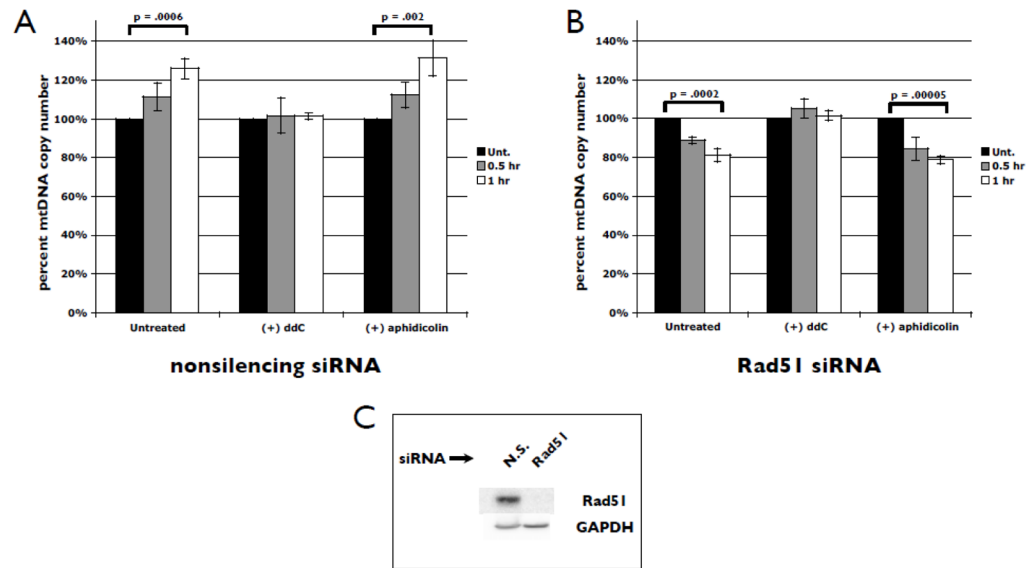 A
p = .0006
p = .002
140%
120%
100%
80%
60%
40%
20%
0%
percent mtDNA copy number
Unt.
0.5 hr
1 hr
Untreated
(+) ddC
(+) aphidicolin
nonsilencing siRNA
B
p = .0002
p = .00005
140%
120%
100%
80%
60%
40%
20%
0%
percent mtDNA copy number
Unt.
0.5 hr
1 hr
Untreated
(+) ddC
(+) aphidicolin
Rad51 siRNA
C
siRNA
N.S.
Rad51
Rad51
GAPDH